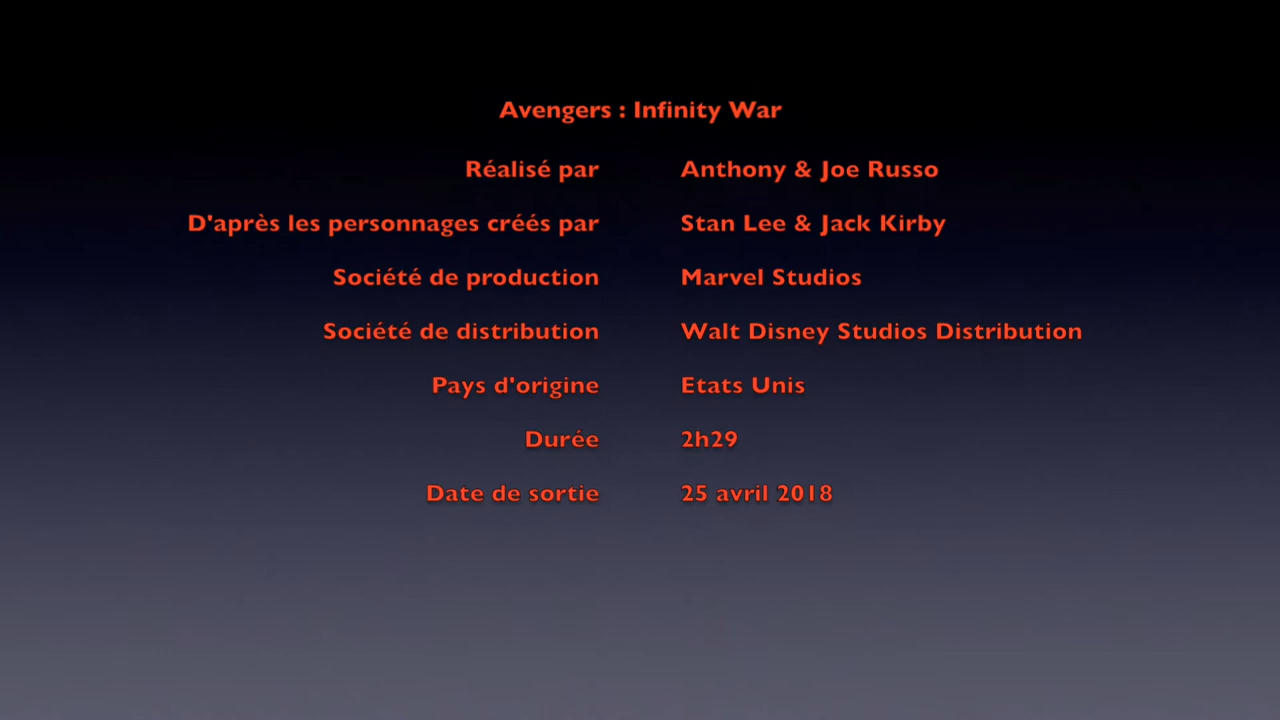 Avengers : Infinity War
Réalisé par Anthony & Joe Russo
D'après les personnages créés par Stan Lee & Jack Kirby
Société de production Marvel Studios
Société de distribution Walt Disney Studios Distribution
Pays d'origine Etats Unis
Durée 2h29
Date de sortie 25 avril 2018